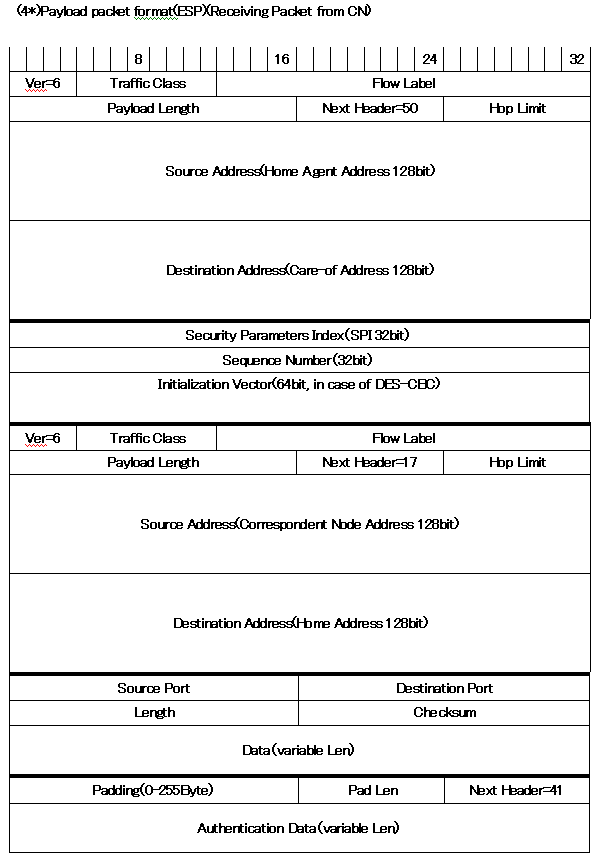 (4*)Payload packet format(ESP)(Receiving Packet from CN)
8 16 24 32
Ver=6 Traffic Class Flow Label
Payload Length Next Header=50 Hop Limit
Source Address(Home Agent Address 128bit)
Destination Address(Care-of Address 128bit)
Security Parameters Index(SPI 32bit)
Sequence Number(32bit)
Initialization Vector(64bit, in case of DES-CBC)
Ver=6 Traffic Class Flow Label
Payload Length Next Header=17 Hop Limit
Source Address(Correspondent Node Address 128bit)
Destination Address(Home Address 128bit)
Source Port Destination Port
Length Checksum
Data(variable Len)
Padding(0-255Byte) Pad Len Next Header=41
Authentication Data(variable Len)